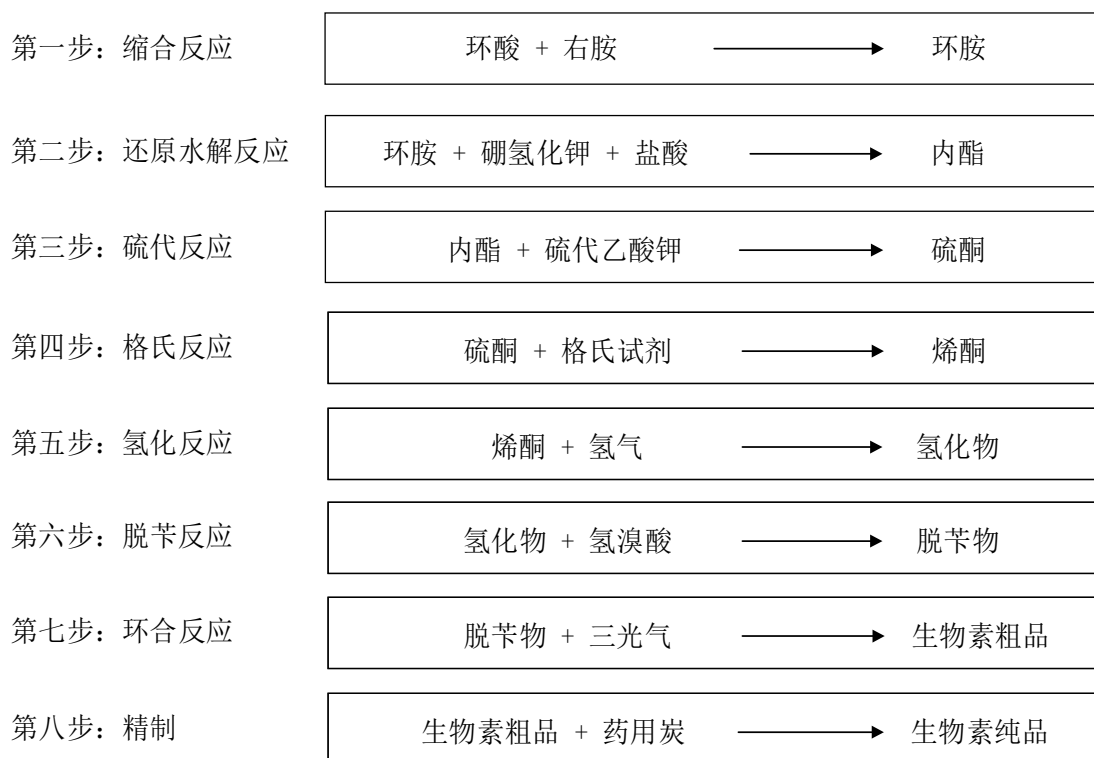 第一步：缩合反应 环酸 + 右胺 环胺
第二步：还原水解反应 环胺 + 硼氢化钾 + 盐酸 内酯
第三步：硫代反应 内酯 + 硫代乙酸钾 硫酮
第四步：格氏反应 硫酮 + 格氏试剂 烯酮
第五步：氢化反应 烯酮 + 氢气 氢化物
第六步：脱苄反应 氢化物 + 氢溴酸 脱苄物
第七步：环合反应 脱苄物 + 三光气 生物素粗品
第八步：精制 生物素粗品 + 药用炭 生物素纯品